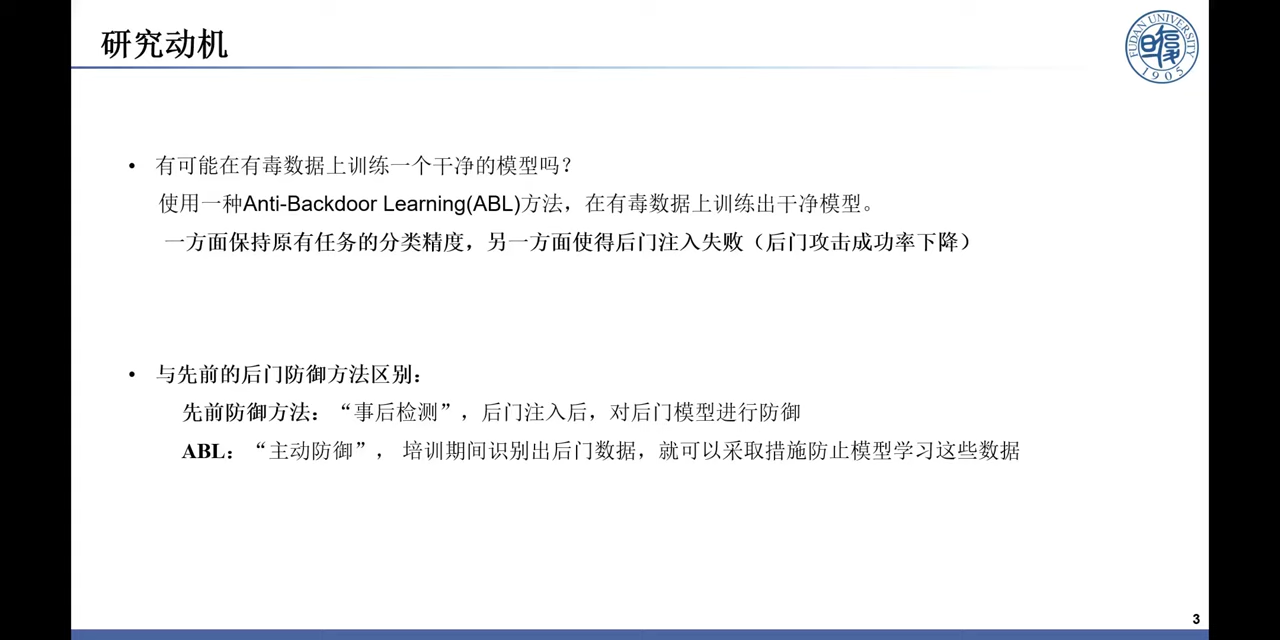 研究动机
FUDAN UNIVERSITY
1905
• 有可能在有毒数据上训练一个干净的模型吗？
使用一种Anti-Backdoor Learning(ABL)方法，在有毒数据上训练出干净模型。
一方面保持原有任务的分类精度，另一方面使得后门注入失败（后门攻击成功率下降）
• 与先前的后门防御方法区别：
先前防御方法：“事后检测”，后门注入后，对后门模型进行防御
ABL：“主动防御”， 培训期间识别出后门数据，就可以采取措施防止模型学习这些数据
3